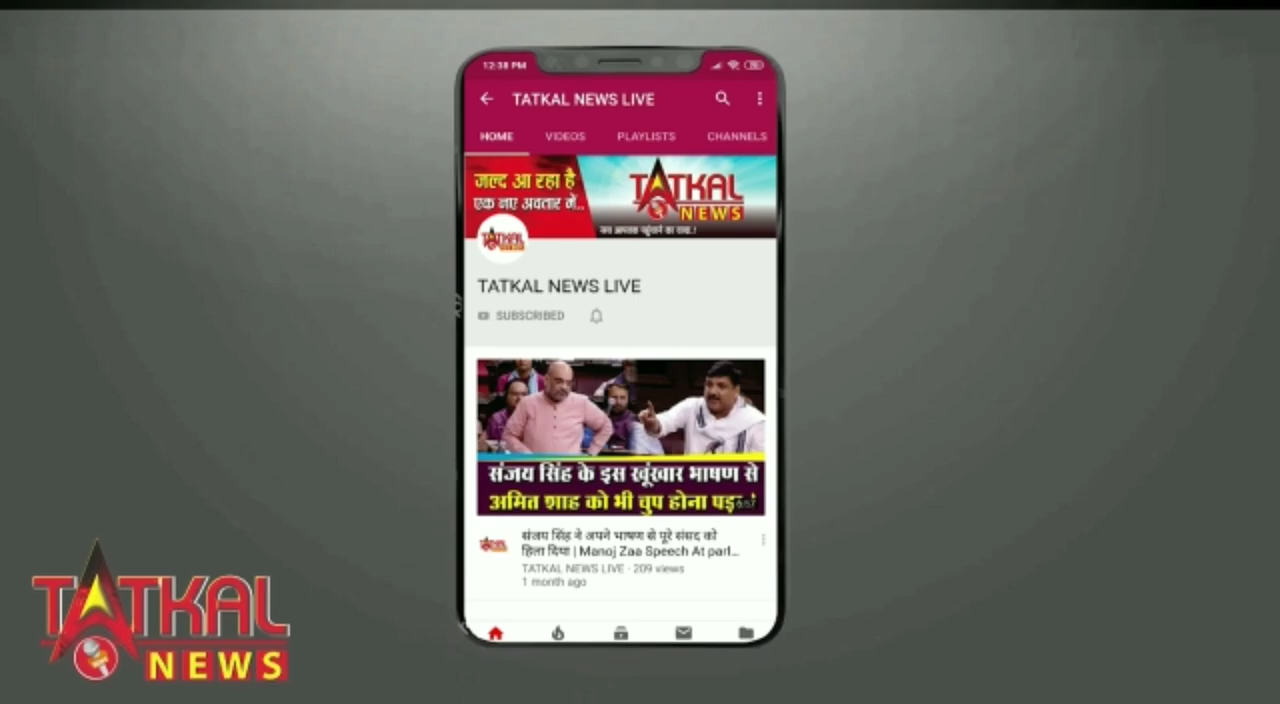 12:38 PM
TATKAL NEWS LIVE
HOME VIDEOS PLAYLISTS CHANNELS
जल्द आ रहा है
एक नए अवतार में..
TATKAL
NEWS
TATKAL
TATKAL NEWS LIVE
SUBSCRIBED
संजय सिंह के इस खूंखार भाषण से
अमित शाह को भी चुप होना
TATKAL
संजय सिंह ने अपने भाषण से पूरे संसद को
हिला दिया | Manoj Zaa Speech At parl...
TATKAL NEWS LIVE · 209 views
1 month ago
TATKAL
NEWS